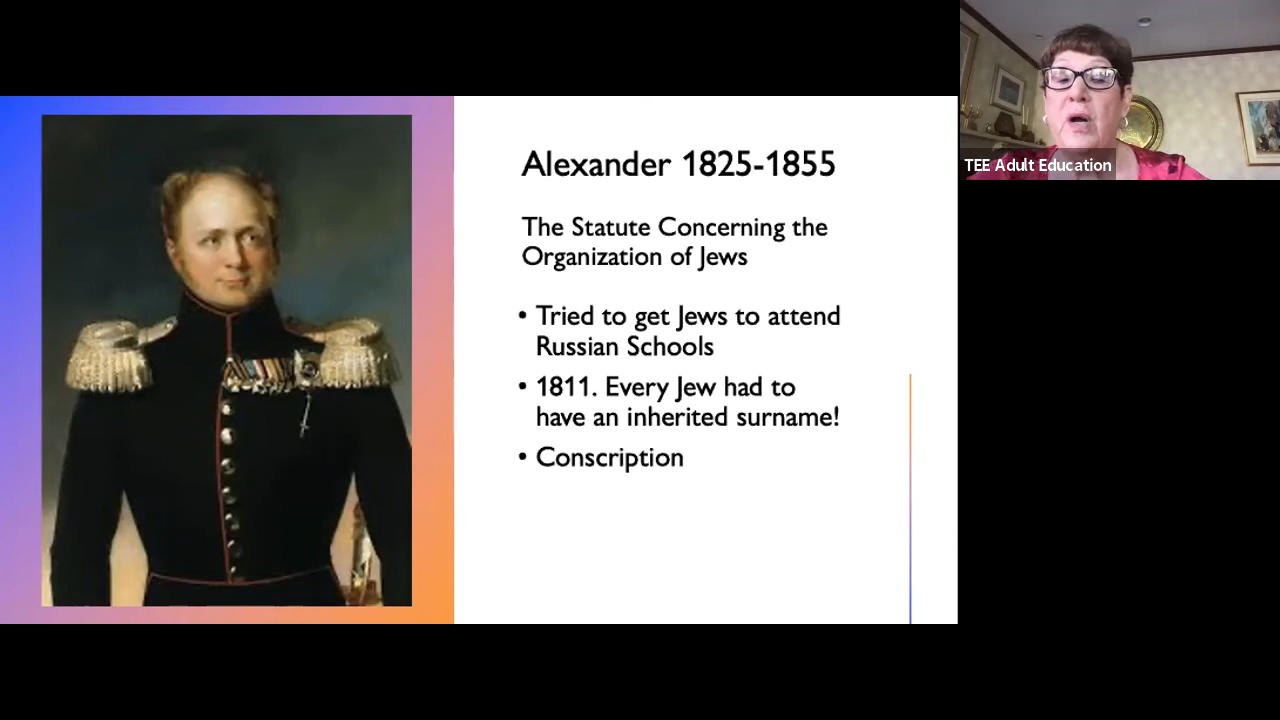 Alexander 1825-1855
The Statute Concerning the
Organization of Jews
• Tried to get Jews to attend
Russian Schools
• 1811. Every Jew had to
have an inherited surname!
• Conscription
TEE Adult Education